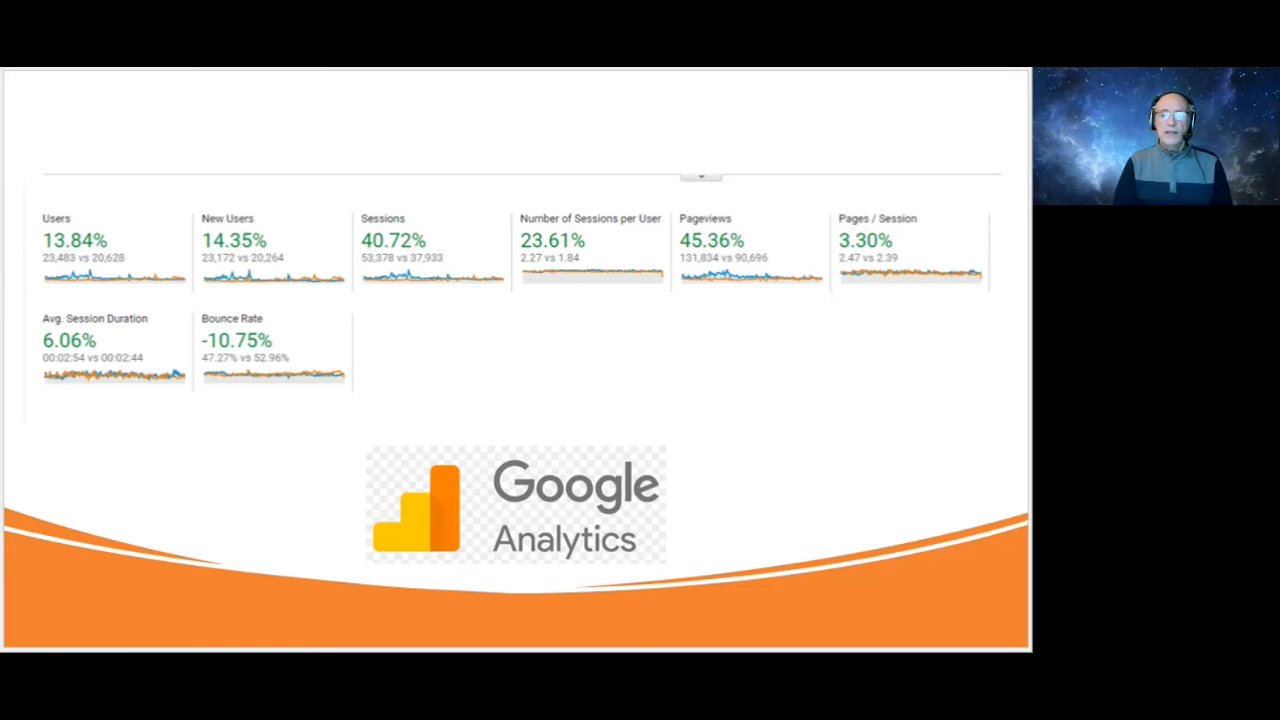 Users
13.84%
23,483 vs 20,628
New Users
14.35%
23,172 vs 20,264
Sessions
40.72%
53,378 vs 37,933
Number of Sessions per User
23.61%
2.27 vs 1.84
Pageviews
45.36%
131,834 vs 90,696
Pages / Session
3.30%
2.47 vs 2.39
Avg. Session Duration
6.06%
00:02:54 vs 00:02:44
Bounce Rate
-10.75%
47.27% vs 52.96%
Google
Analytics